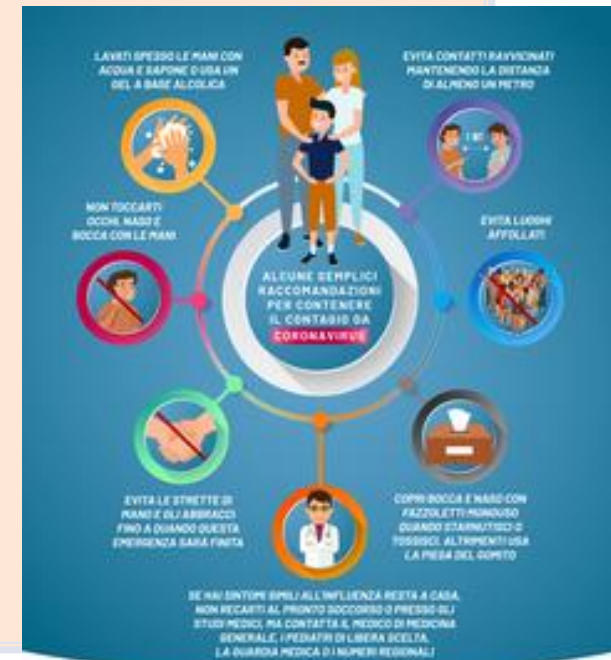 LAVATI SPESSO LE MANI CON
ACQUA E SAPONE O USA UN
GEL A BASE ALCOLICA
EVITA CONTATTI RAVVICINATI
MANTENENDO LA DISTANZA
DI ALMENO UN METRO
NON TOCCARTI
OCCHI, NASO E
BOCCA CON LE MANI
EVITA LUOGHI
AFFOLLATI
ALCUNE SEMPLICI
RACCOMANDAZIONI
PER CONTENERE
IL CONTAGIO DA
CORONAVIRUS
EVITA LE STRETTE DI
MANO E GLI ABBRACCI
FINO A QUANDO QUESTA
EMERGENZA SARÀ FINITA
COPRI BOCCA E NASO CON
FAZZOLETTI MONOUSO
QUANDO STARNUTISCI O
TOSSISCI. ALTRIMENTI USA
LA PIEGA DEL GOMITO
SE HAI SINTOMI SIMILI ALL'INFLUENZA RESTA A CASA,
NON RECARTI AL PRONTO SOCCORSO O PRESSO GLI
STUDI MEDICI, MA CONTATTA IL MEDICO DI MEDICINA
GENERALE, I PEDIATRI DI LIBERA SCELTA,
LA GUARDIA MEDICA O I NUMERI REGIONALI